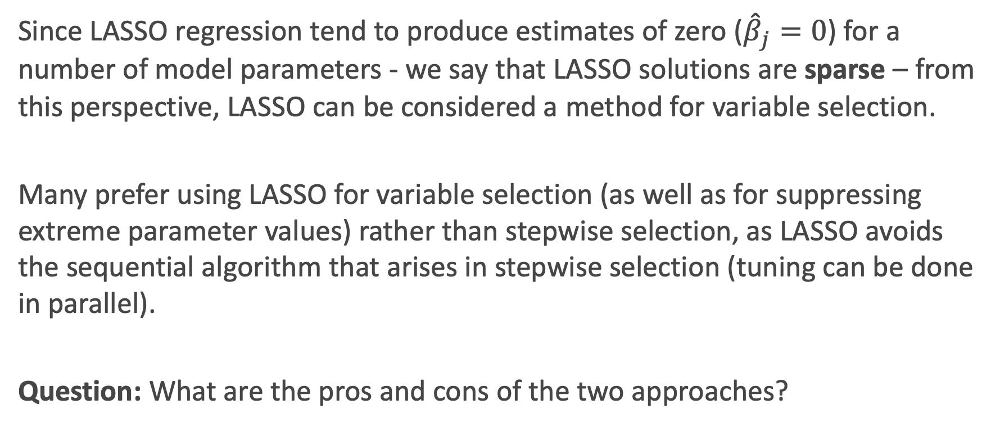 Since LASSO regression tend to produce estimates of zero (β̂ⱼ = 0) for a
number of model parameters - we say that LASSO solutions are sparse – from
this perspective, LASSO can be considered a method for variable selection.
Many prefer using LASSO for variable selection (as well as for suppressing
extreme parameter values) rather than stepwise selection, as LASSO avoids
the sequential algorithm that arises in stepwise selection (tuning can be done
in parallel).
Question: What are the pros and cons of the two approaches?